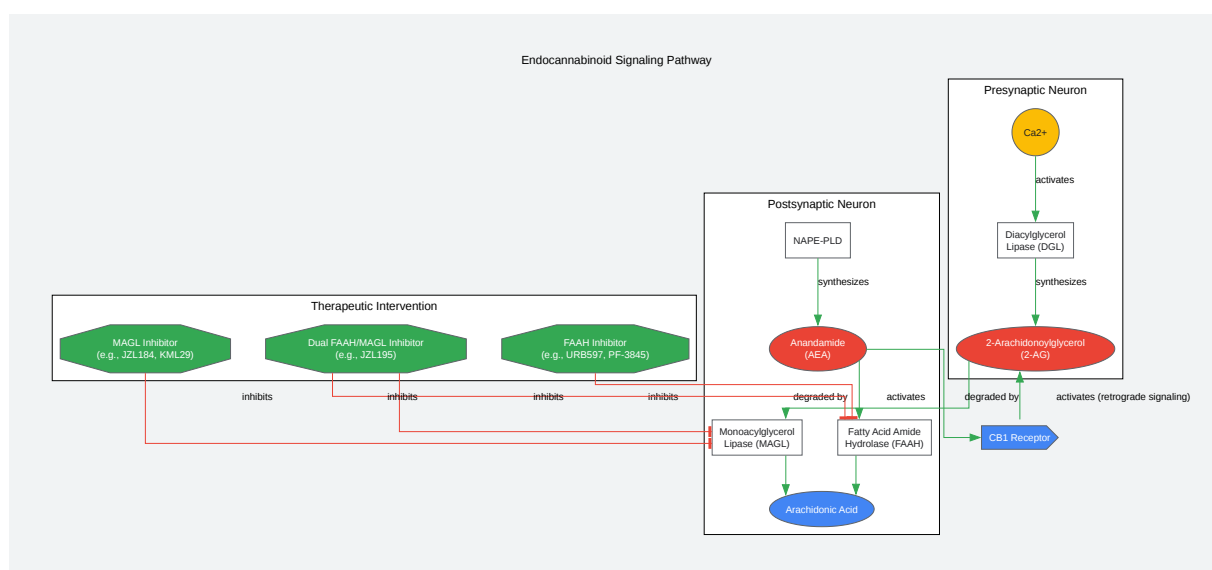 Endocannabinoid Signaling Pathway
Presynaptic Neuron
Ca2+
activates
Postsynaptic Neuron
NAPE-PLD
Diacylglycerol
Lipase (DGL)
synthesizes
synthesizes
Therapeutic Intervention
MAGL Inhibitor
(e.g., JZL184, KML29)
Dual FAAH/MAGL Inhibitor
(e.g., JZL195)
FAAH Inhibitor
(e.g., URB597, PF-3845)
Anandamide
(AEA)
2-Arachidonoylglycerol
(2-AG)
inhibits
inhibits
inhibits
inhibits
degraded by
activates
degraded by
activates (retrograde signaling)
Monoacylglycerol
Lipase (MAGL)
Fatty Acid Amide
Hydrolase (FAAH)
CB1 Receptor
Arachidonic Acid